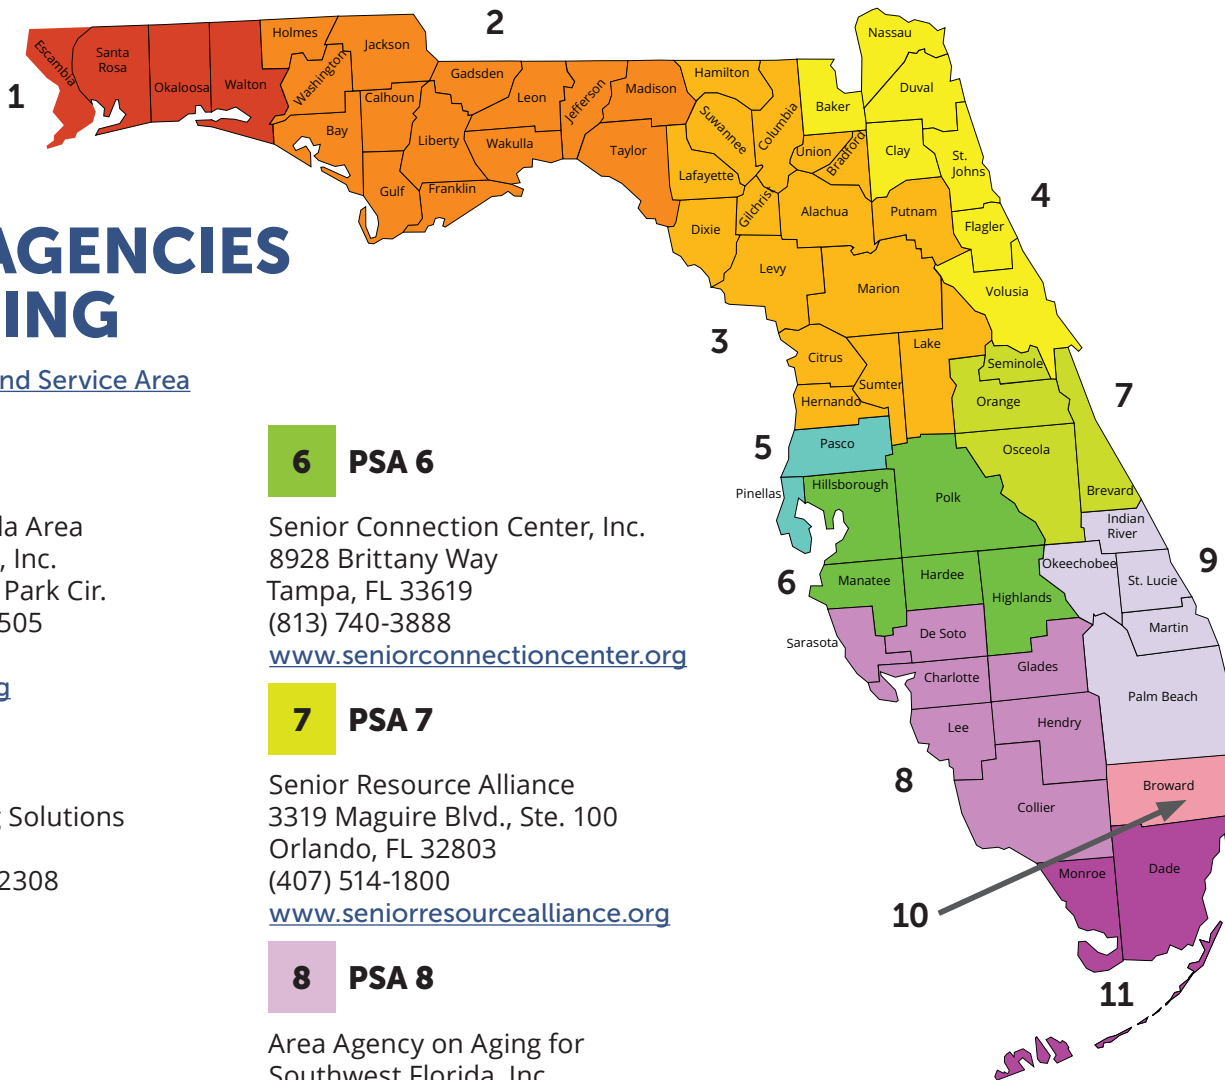 1
2
Escambia
Santa
Rosa
Okaloosa
Walton
Holmes
Washington
Jackson
Bay
Calhoun
Gulf
Liberty
Franklin
Gadsden
Leon
Wakulla
Jefferson
Madison
Taylor
Hamilton
Suwannee
Lafayette
Dixie
Columbia
Gilchrist
Union
Bradford
Alachua
Putnam
Levy
Marion
Citrus
Hernando
Sumter
Lake
3
Nassau
Duval
Baker
Clay
St.
Johns
Flagler
Volusia
4
Seminole
Orange
Osceola
Brevard
7
5
Pasco
Pinellas
Hillsborough
Polk
Manatee
Hardee
Highlands
6
Indian
River
Okeechobee
St. Lucie
Martin
Palm Beach
9
Sarasota
De Soto
Charlotte
Glades
Lee
Hendry
Collier
8
Broward
10
Monroe
Dade
11
AGENCIES
ING
nd Service Area
da Area
, Inc.
Park Cir.
505
g
Solutions
2308
6 PSA 6
Senior Connection Center, Inc.
8928 Brittany Way
Tampa, FL 33619
(813) 740-3888
www.seniorconnectioncenter.org
7 PSA 7
Senior Resource Alliance
3319 Maguire Blvd., Ste. 100
Orlando, FL 32803
(407) 514-1800
www.seniorresourcealliance.org
8 PSA 8
Area Agency on Aging for
Southwest Florida, Inc.